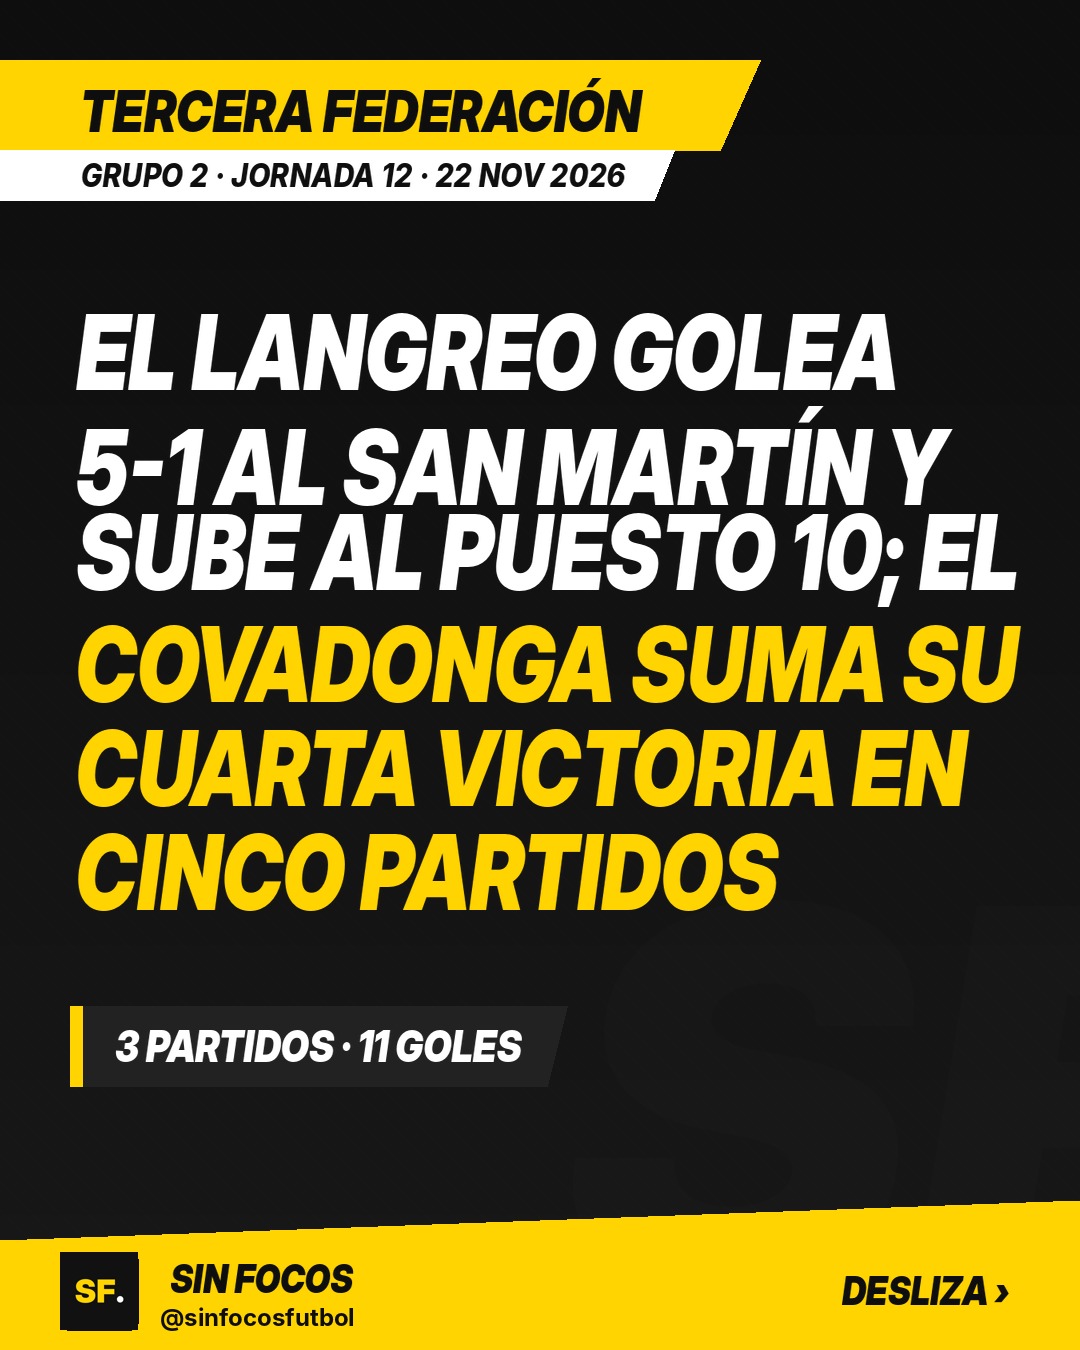 TERCERA FEDERACIÓN
GRUPO 2 · JORNADA 12 · 22 NOV 2026
EL LANGREO GOLEA
5-1 AL SAN MARTÍN Y
SUBE AL PUESTO 10; EL
COVADONGA SUMA SU
CUARTA VICTORIA EN
CINCO PARTIDOS
3 PARTIDOS · 11 GOLES
SF
SF.
SIN FOCOS
@sinfocosfutbol
DESLIZA ›